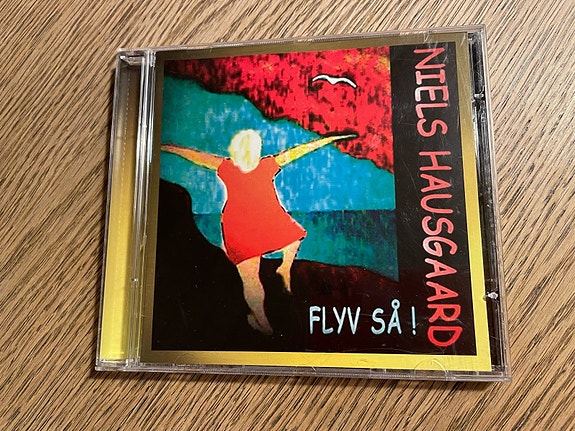 NIELS HAUSGAARD
FLYV SÅ !